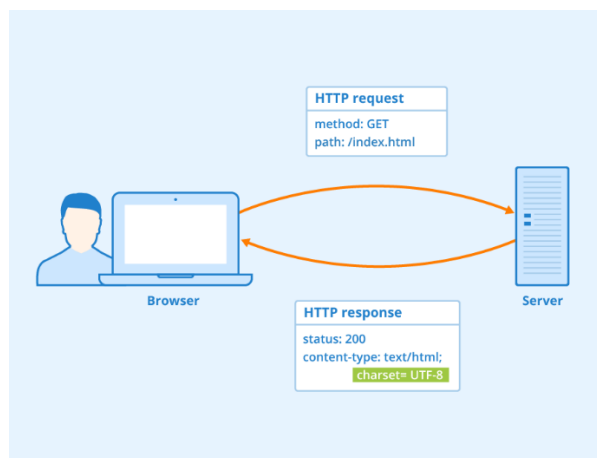 HTTP request
method: GET
path: /index.html
Browser
Server
HTTP response
status: 200
content-type: text/html;
charset= UTF-8